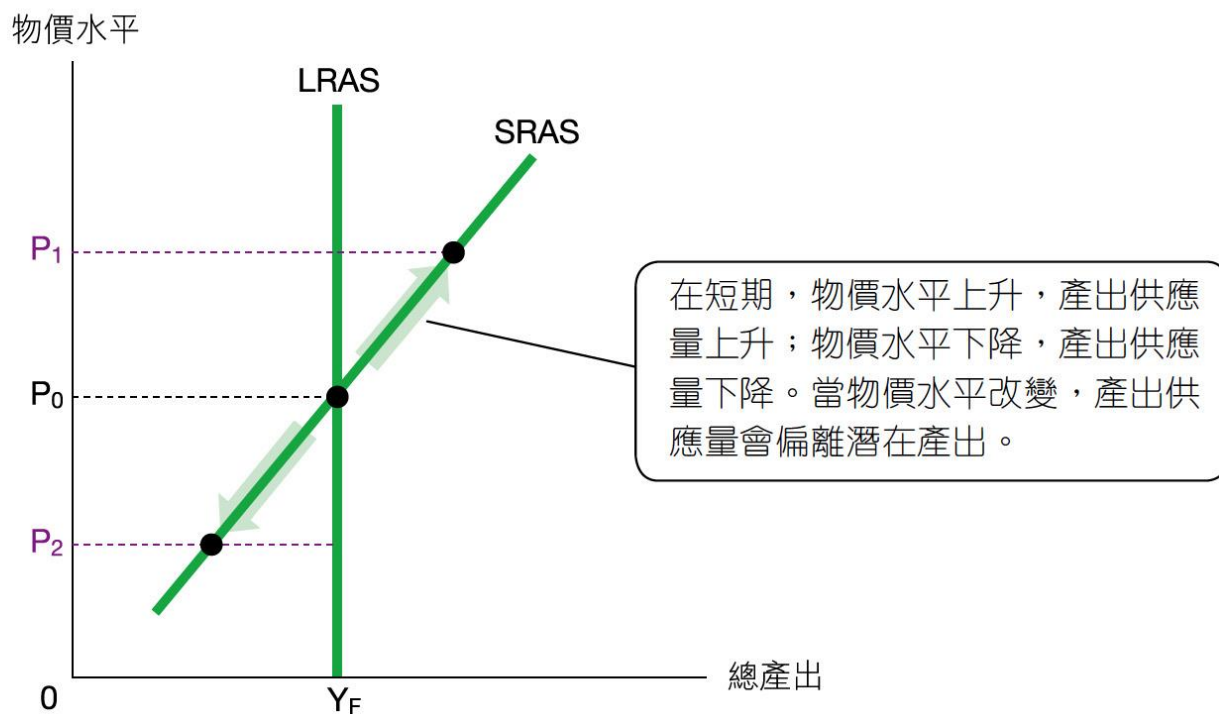 物價水平
LRAS
SRAS
P₁
在短期，物價水平上升，產出供應
量上升；物價水平下降，產出供應
量下降。當物價水平改變，產出供
應量會偏離潛在產出。
P₀
P₂
總產出
0
Y_F